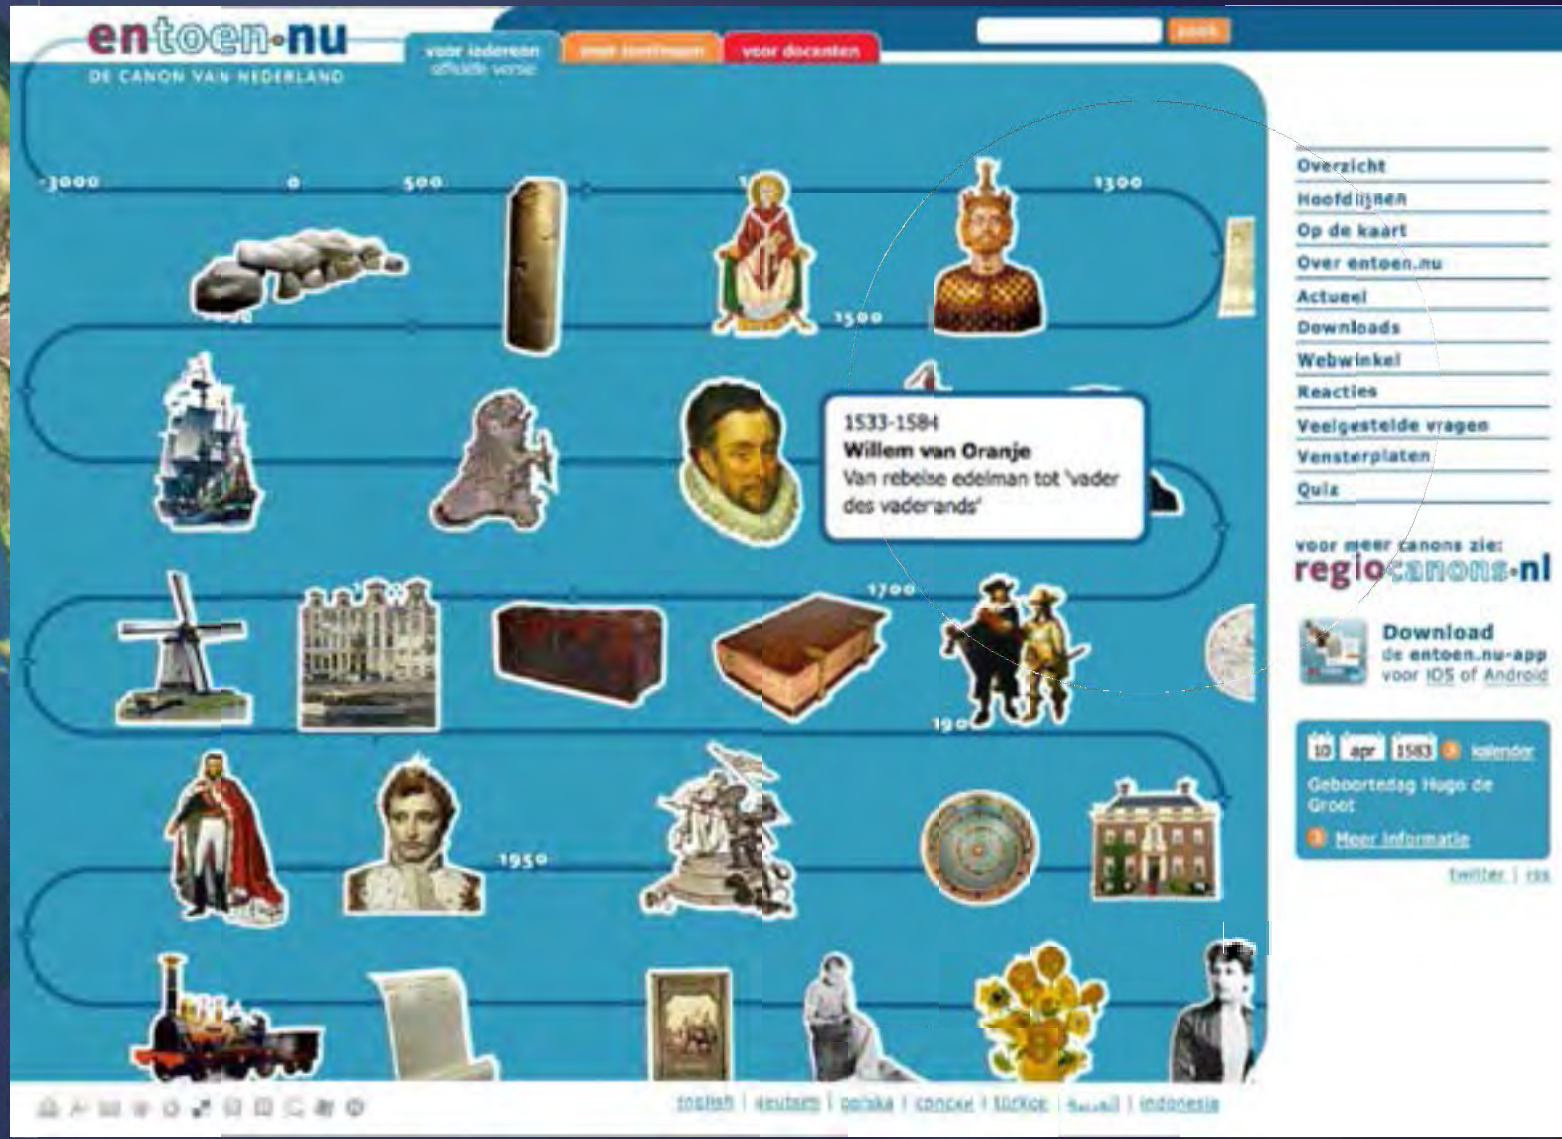 entoen.nu
DE CANON VAN NEDERLAND
voor iedereen
officiële versie
voor docenten
zoek
-3000
0
500
1300
1500
1533-1584
Willem van Oranje
Van rebelse edelman tot 'vader
des vaderlands'
1700
1950
Overzicht
Hoofdlijnen
Op de kaart
Over entoen.nu
Actueel
Downloads
Webwinkel
Reacties
Veelgestelde vragen
Vensterplaten
Quiz
voor meer canons zie:
regiocanons.nl
Download
de entoen.nu-app
voor IOS of Android
10 apr 1583 kalender
Geboortedag Hugo de
Groot
Meer informatie
twitter | rss
english | deutsch | polska | српски | türkçe | العربية | indonesia